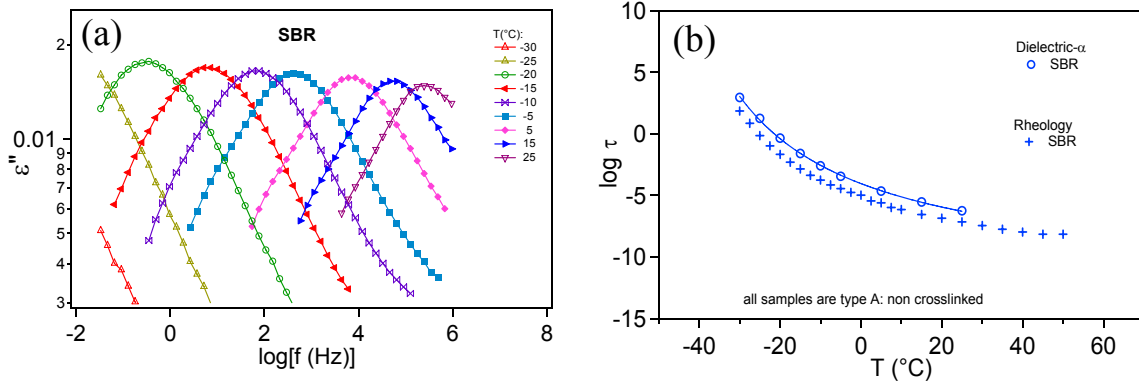 (a)
SBR
T(°C):
-30
-25
-20
-15
-10
-5
5
15
25
2
0.01
9
8
7
6
5
4
3
ε"
-2
0
2
4
6
8
log[f (Hz)]
(b)
10
5
0
-5
-10
-15
log τ
Dielectric-α
SBR
Rheology
SBR
all samples are type A: non crosslinked
-40
-20
0
20
40
60
T (°C)